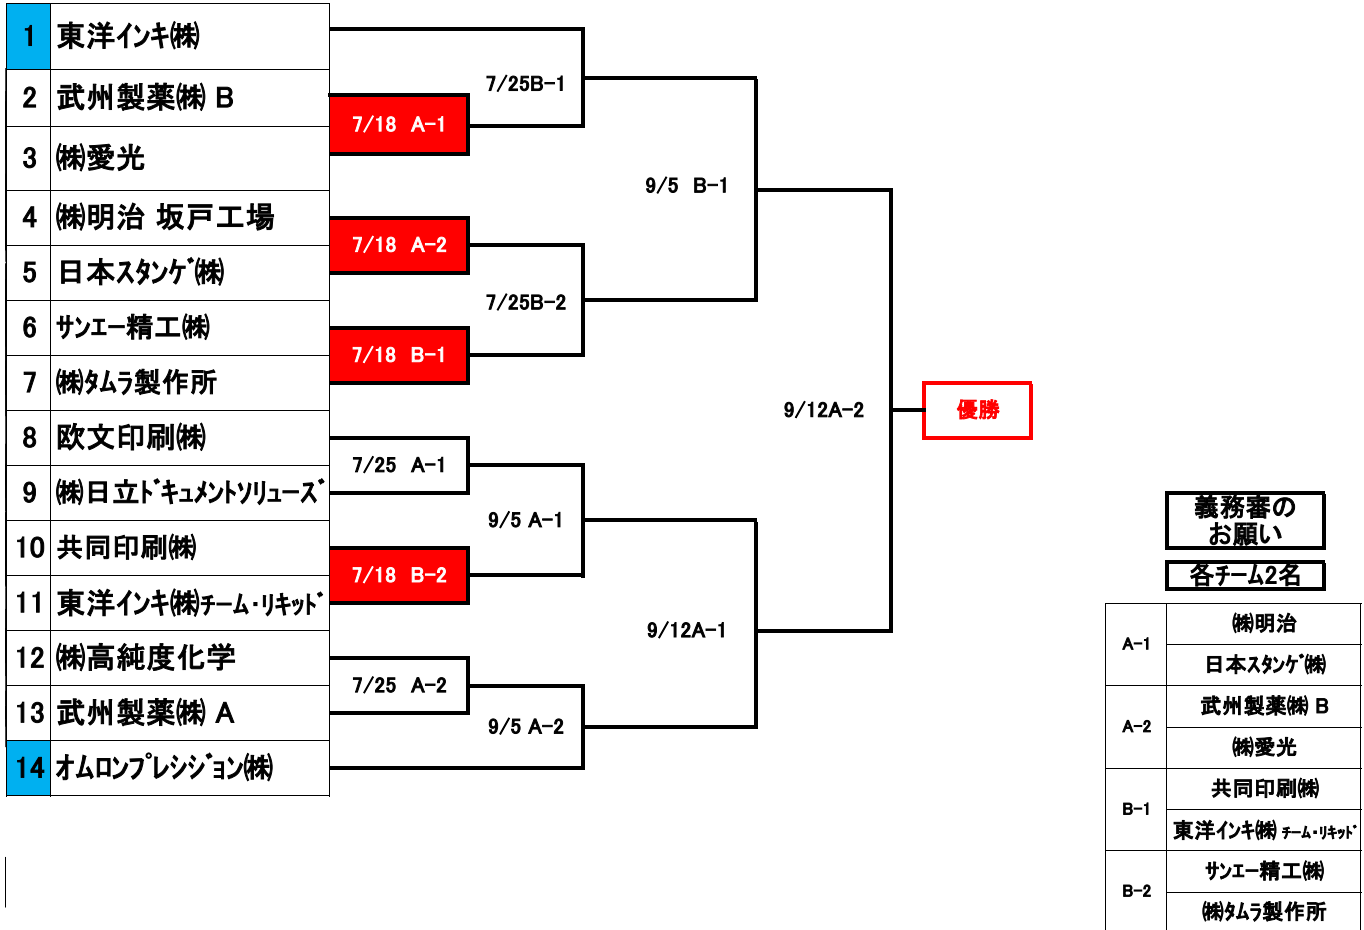 1 東洋インキ㈱
2 武州製薬㈱ B
3 ㈱愛光
4 ㈱明治 坂戸工場
5 日本ｽﾀﾝｹﾞ㈱
6 ｻﾝｴｰ精工㈱
7 ㈱ﾀﾑﾗ製作所
8 欧文印刷㈱
9 ㈱日立ﾄﾞｷｭﾒﾝﾄｿﾘｭｰｽﾞ
10 共同印刷㈱
11 東洋インキ㈱ﾁｰﾑ・ﾘｷｯﾄﾞ
12 ㈱高純度化学
13 武州製薬㈱ A
14 ｵﾑﾛﾝﾌﾟﾚｼｼﾞｮﾝ㈱
7/18 A-1
7/18 A-2
7/18 B-1
7/25 A-1
7/18 B-2
7/25 A-2
7/25B-1
7/25B-2
9/5 A-1
9/5 A-2
9/5 B-1
9/12A-1
9/12A-2
優勝
義務審の
お願い
各ﾁｰﾑ2名
A-1
㈱明治
日本ｽﾀﾝｹﾞ㈱
A-2
武州製薬㈱ B
㈱愛光
B-1
共同印刷㈱
東洋インキ㈱ ﾁｰﾑ・ﾘｷｯﾄﾞ
B-2
ｻﾝｴｰ精工㈱
㈱ﾀﾑﾗ製作所